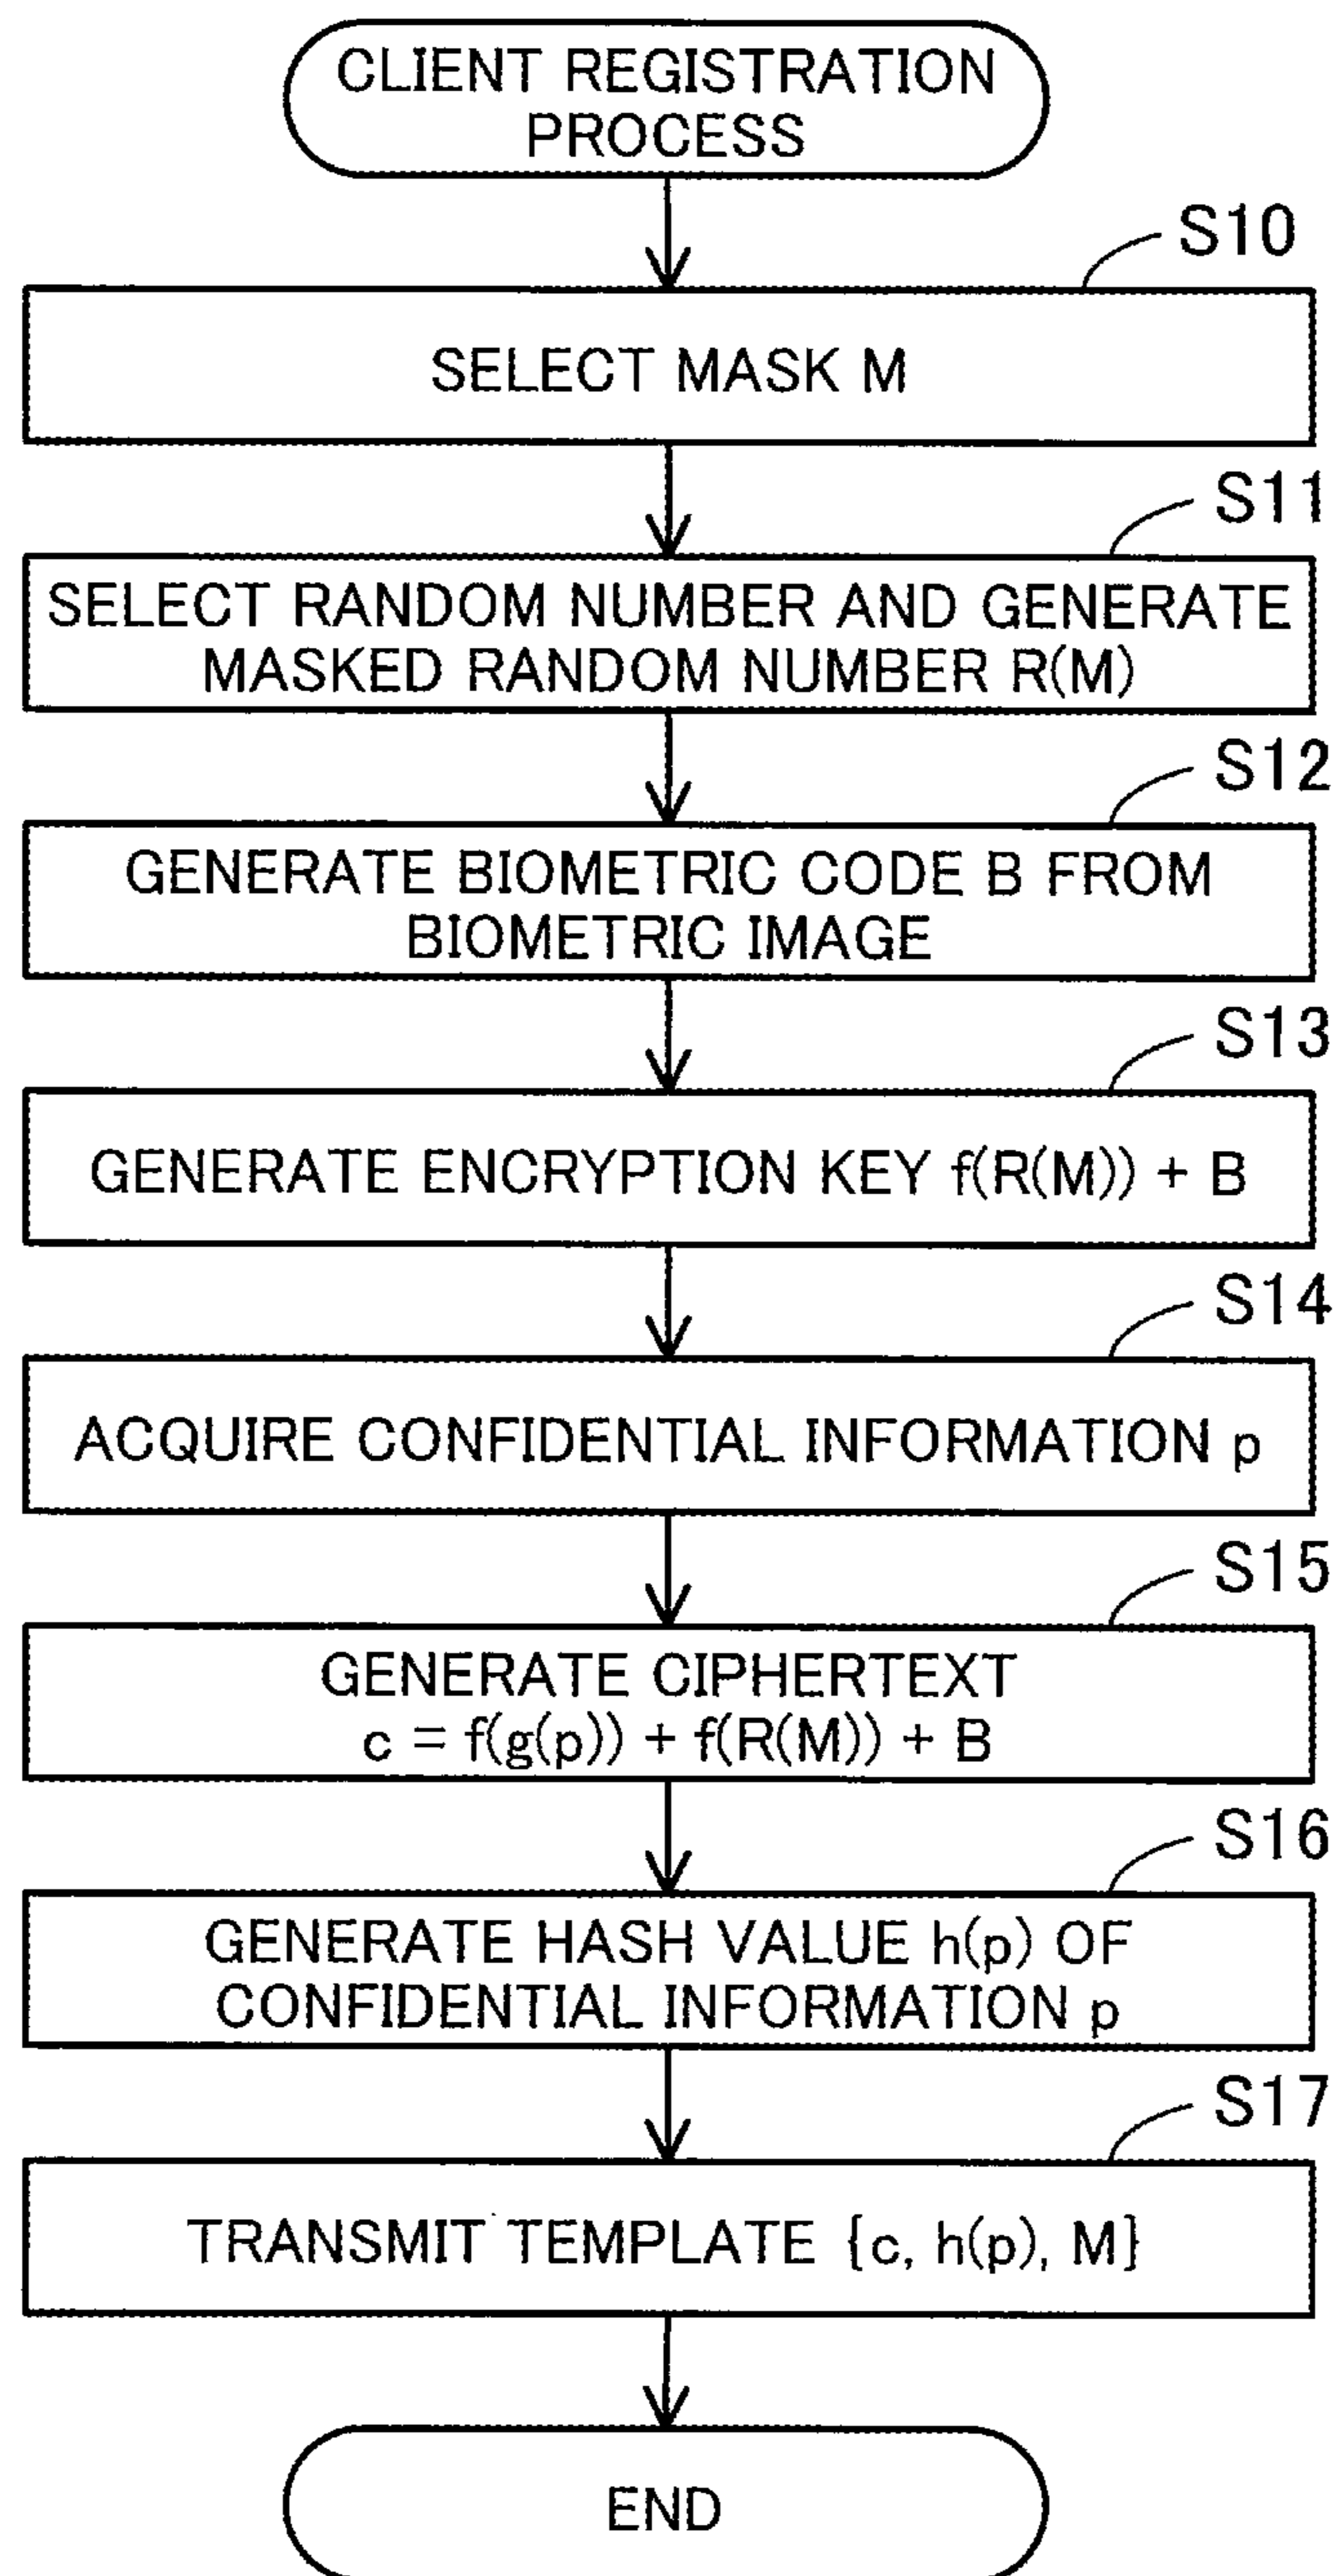 CLIENT REGISTRATION
PROCESS
S10
SELECT MASK M
S11
SELECT RANDOM NUMBER AND GENERATE
MASKED RANDOM NUMBER R(M)
S12
GENERATE BIOMETRIC CODE B FROM
BIOMETRIC IMAGE
S13
GENERATE ENCRYPTION KEY f(R(M)) + B
S14
ACQUIRE CONFIDENTIAL INFORMATION p
S15
GENERATE CIPHERTEXT
c = f(g(p)) + f(R(M)) + B
S16
GENERATE HASH VALUE h(p) OF
CONFIDENTIAL INFORMATION p
S17
TRANSMIT TEMPLATE {c, h(p), M}
END